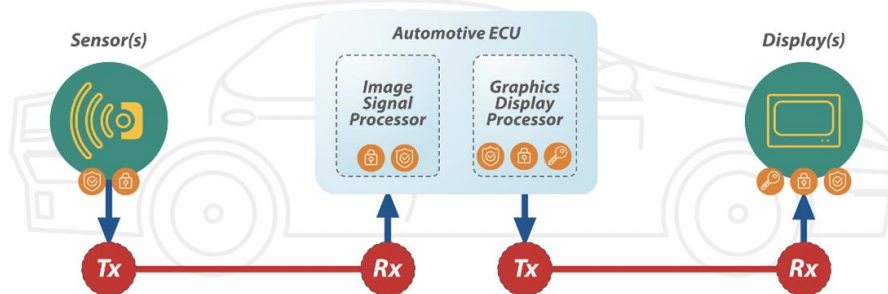 Sensor(s)
Automotive ECU
Display(s)
Image
Signal
Processor
Graphics
Display
Processor
Tx
Rx
Tx
Rx